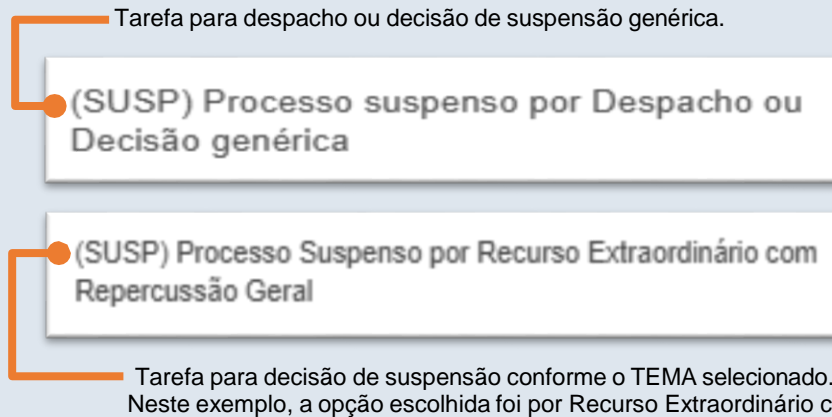 Tarefa para despacho ou decisão de suspensão genérica.
(SUSP) Processo suspenso por Despacho ou
Decisão genérica
(SUSP) Processo Suspenso por Recurso Extraordinário com
Repercussão Geral
Tarefa para decisão de suspensão conforme o TEMA selecionado.
Neste exemplo, a opção escolhida foi por Recurso Extraordinário c